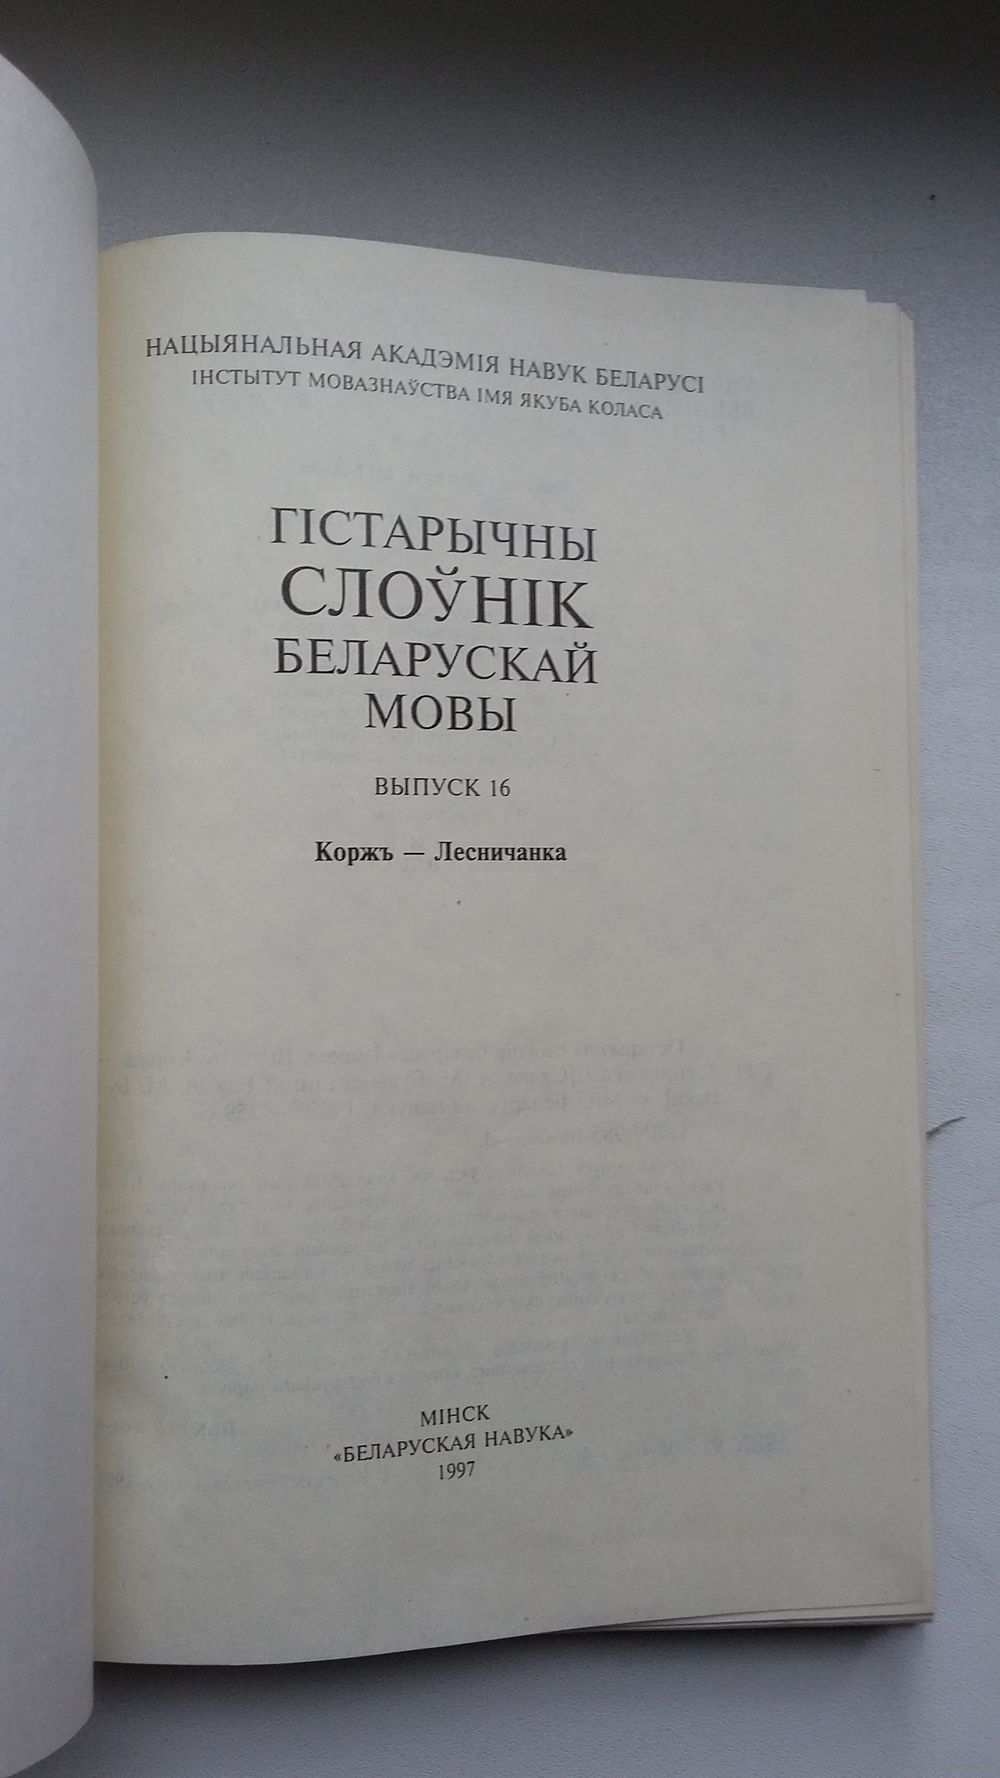 НАЦЫЯНАЛЬНАЯ АКАДЭМІЯ НАВУК БЕЛАРУСІ
ІНСТЫТУТ МОВАЗНАЎСТВА ІМЯ ЯКУБА КОЛАСА
ГІСТАРЫЧНЫ
СЛОЎНІК
БЕЛАРУСКАЙ
МОВЫ
ВЫПУСК 16
Коржъ — Лесничанка
МІНСК
«БЕЛАРУСКАЯ НАВУКА»
1997